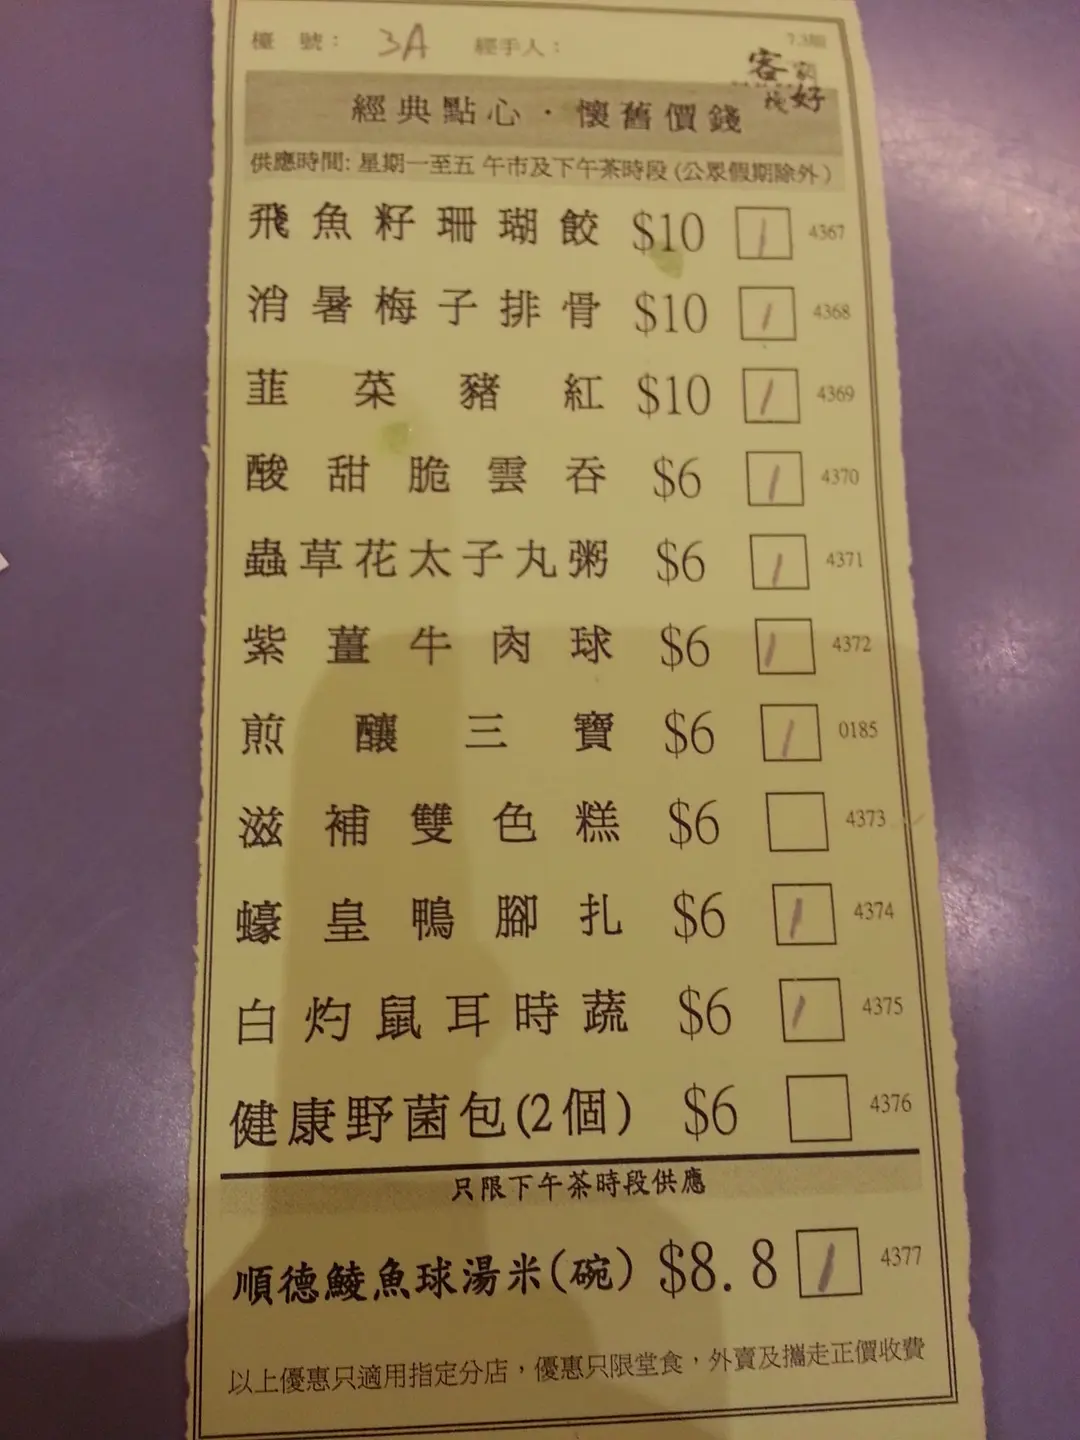 檯 號： 3A 經手人：
客家好棧
經典點心．懷舊價錢
供應時間: 星期一至五 午市及下午茶時段 (公眾假期除外)
飛魚籽珊瑚餃 $10 1 4367
消暑梅子排骨 $10 1 4368
韮菜豬紅 $10 1 4369
酸甜脆雲吞 $6 1 4370
蟲草花太子丸粥 $6 1 4371
紫薑牛肉球 $6 1 4372
煎釀三寶 $6 1 0185
滋補雙色糕 $6 4373
蠔皇鴨腳扎 $6 1 4374
白灼鼠耳時蔬 $6 1 4375
健康野菌包(2個) $6 4376
只限下午茶時段供應
順德鯪魚球湯米(碗) $8.8 1 4377
以上優惠只適用指定分店，優惠只限堂食，外賣及攜走正價收費